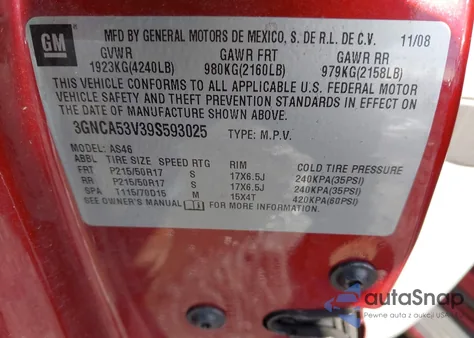 GM
MFD BY GENERAL MOTORS DE MEXICO, S. DE R.L. DE C.V. 11/08
GVWR GAWR FRT GAWR RR
1923KG(4240LB) 980KG(2160LB) 979KG(2158LB)
THIS VEHICLE CONFORMS TO ALL APPLICABLE U.S. FEDERAL MOTOR
VEHICLE SAFETY AND THEFT PREVENTION STANDARDS IN EFFECT ON
THE DATE OF MANUFACTURE SHOWN ABOVE.
3GNCA53V39S593025 TYPE: M.P.V.
MODEL: AS46
ABBL TIRE SIZE SPEED RTG RIM COLD TIRE PRESSURE
FRT P215/50R17 S 17X6.5J 240KPA(35PSI)
RR P215/50R17 S 17X6.5J 240KPA(35PSI)
SPA T115/70D15 M 15X4T 420KPA(60PSI)
SEE OWNER'S MANUAL FOR MORE INFORMATION.
autoSnap
Pewne auta z aukcji w USA